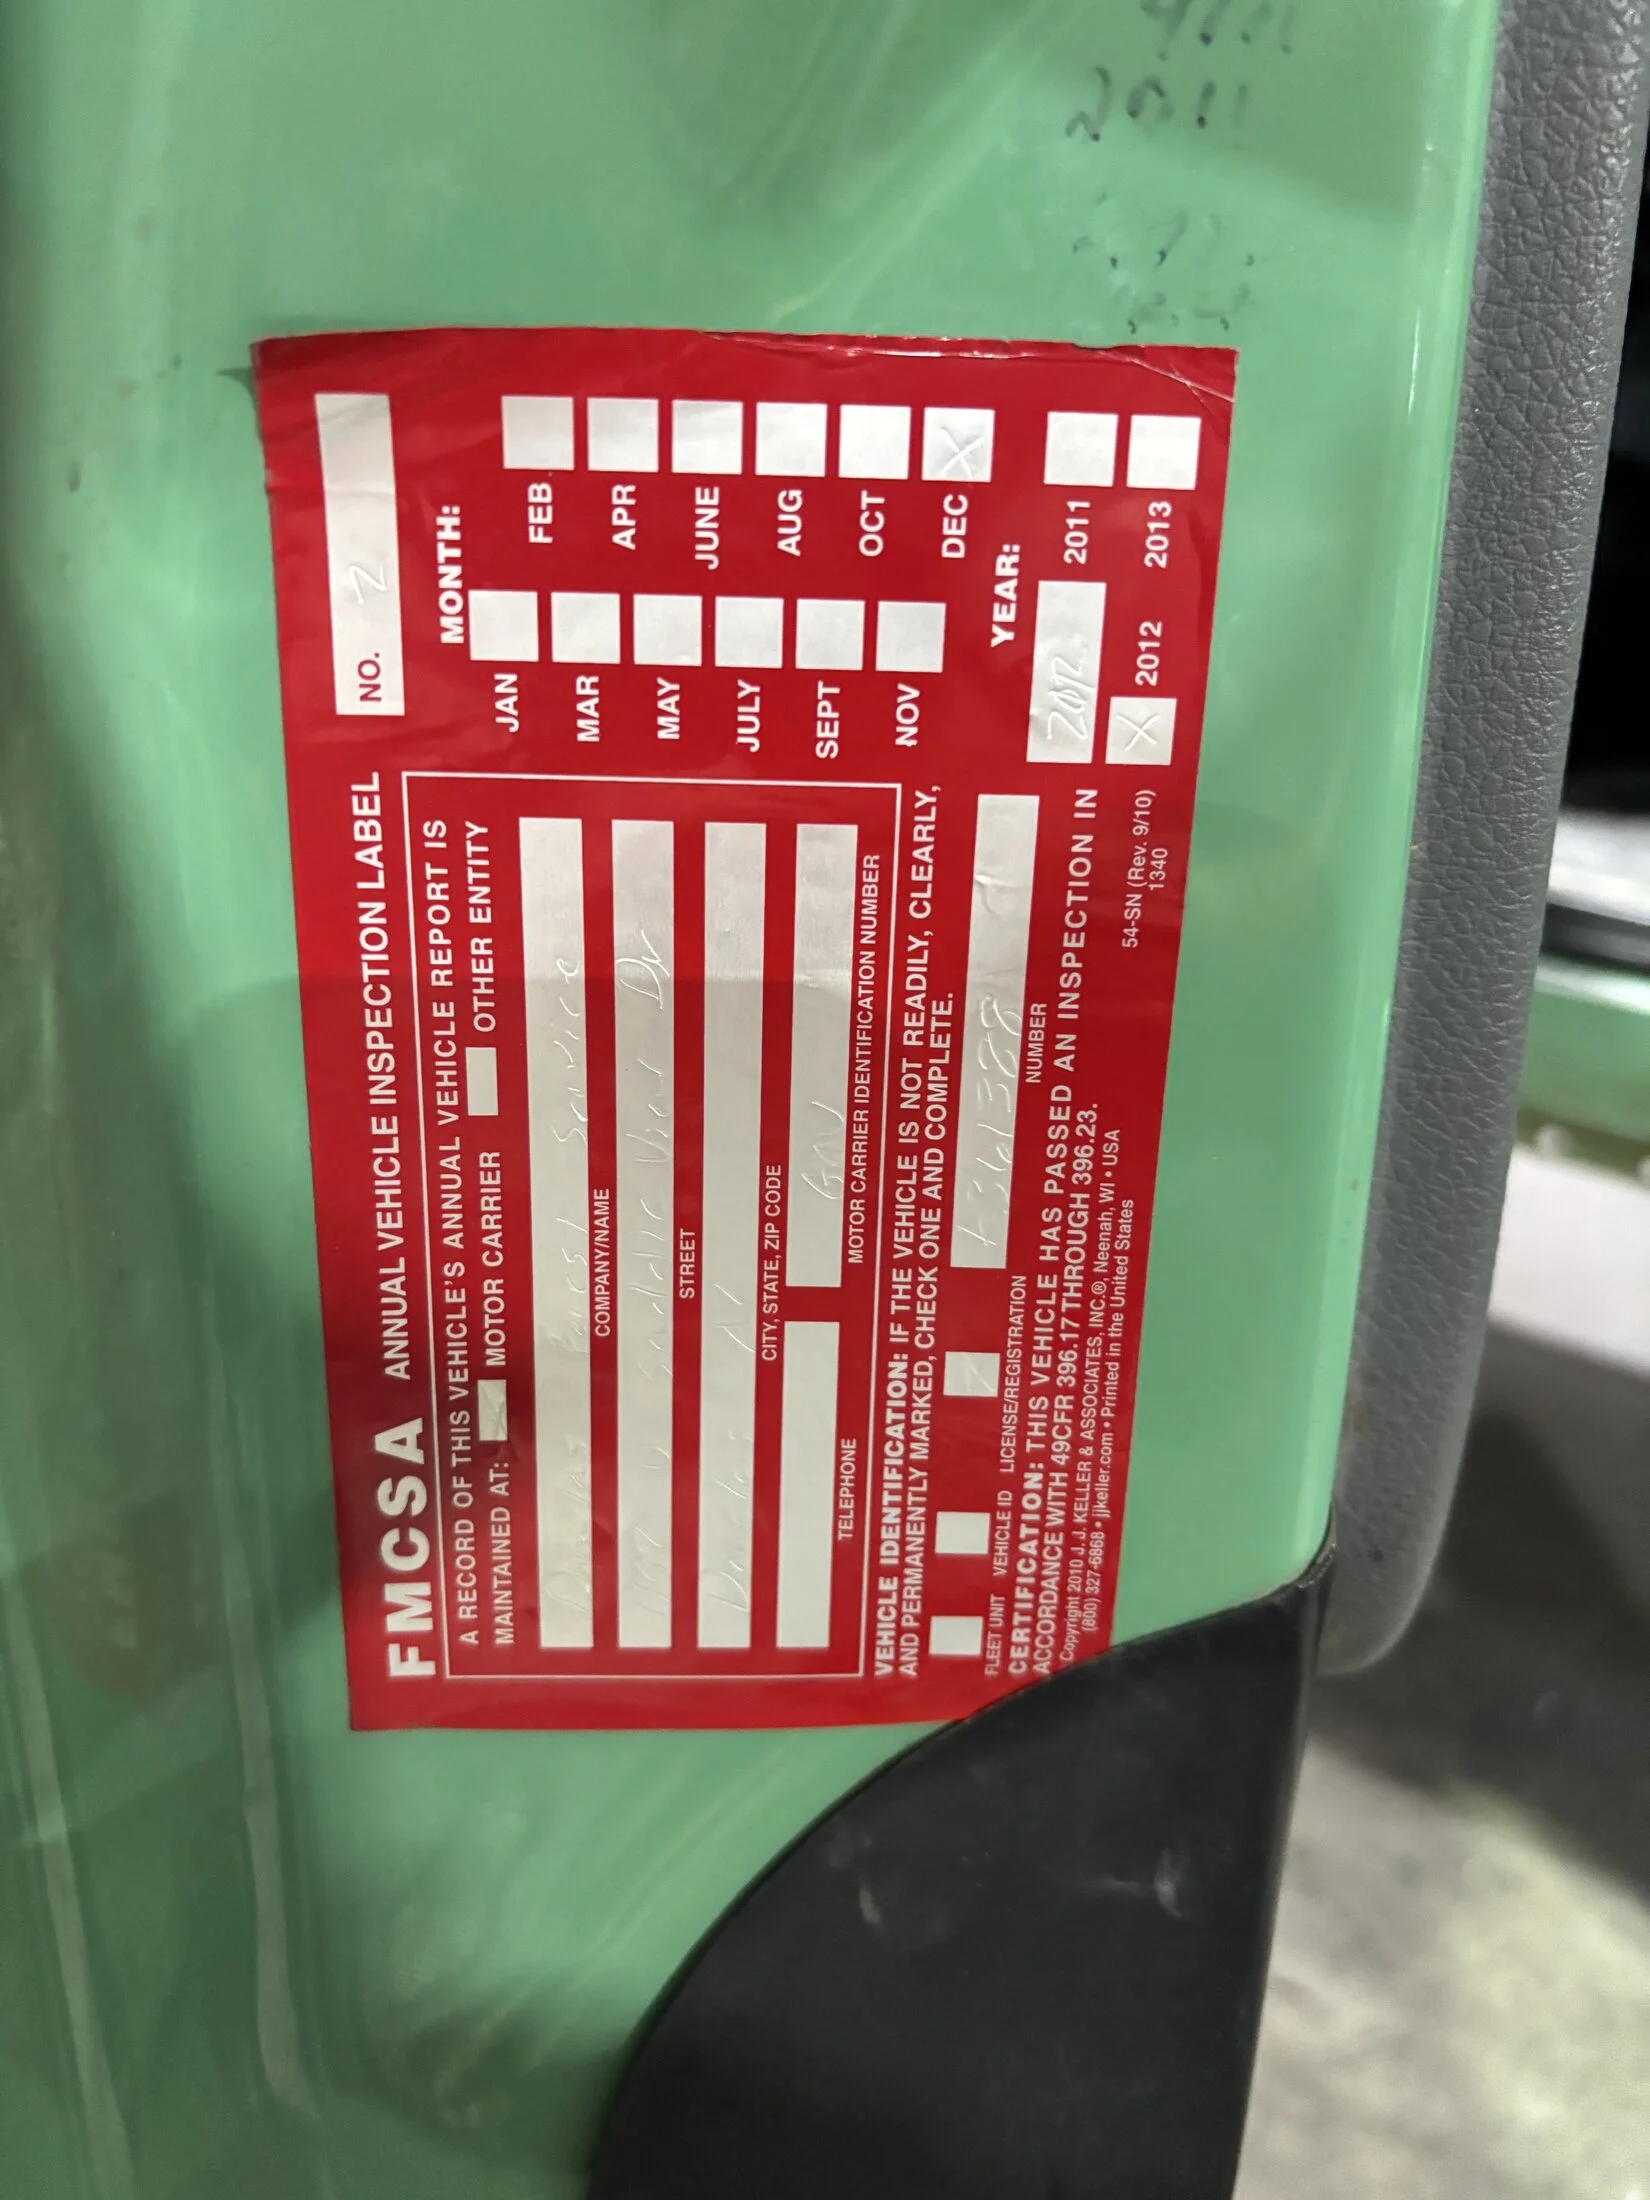 FMCSA ANNUAL VEHICLE INSPECTION LABEL
NO. 2
A RECORD OF THIS VEHICLE'S ANNUAL VEHICLE REPORT IS
MAINTAINED AT: MOTOR CARRIER OTHER ENTITY
Forest Service
COMPANY/NAME
Saddle View Dr
STREET
CITY, STATE, ZIP CODE
TELEPHONE
MOTOR CARRIER IDENTIFICATION NUMBER
VEHICLE IDENTIFICATION: IF THE VEHICLE IS NOT READILY, CLEARLY,
AND PERMANENTLY MARKED, CHECK ONE AND COMPLETE.
FLEET UNIT VEHICLE ID LICENSE/REGISTRATION NUMBER
CERTIFICATION: THIS VEHICLE HAS PASSED AN INSPECTION IN
ACCORDANCE WITH 49CFR 396.17 THROUGH 396.23.
Copyright 2010 J. J. KELLER & ASSOCIATES, INC.®, Neenah, WI • USA
(800) 327-6868 • jjkeller.com • Printed in the United States
54-SN (Rev. 9/10)
1340
MONTH:
JAN FEB
MAR APR
MAY JUNE
JULY AUG
SEPT OCT
NOV DEC X
YEAR:
2012 2011
X 2012 2013
2011